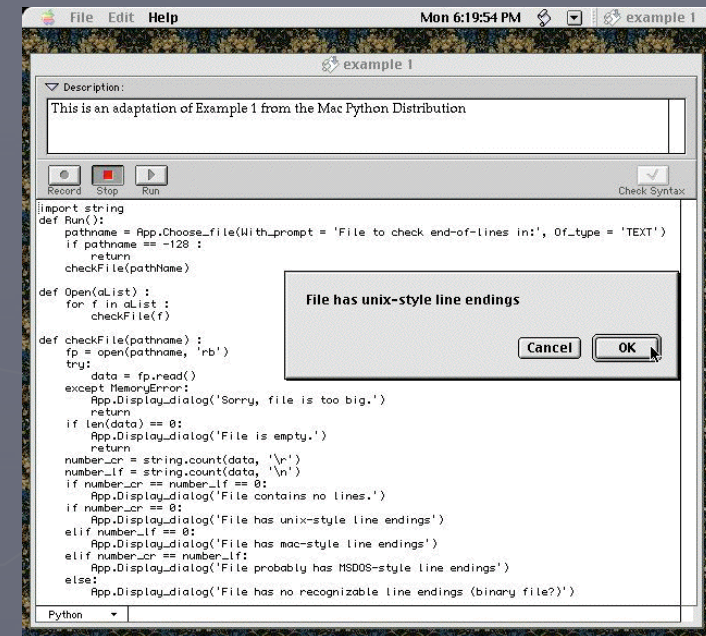 File Edit Help Mon 6:19:54 PM example 1
example 1
Description:
This is an adaptation of Example 1 from the Mac Python Distribution
Record Stop Run Check Syntax
import string
def Run():
    pathname = App.Choose_file(With_prompt = 'File to check end-of-lines in:', Of_type = 'TEXT')
    if pathname == -128 :
        return
    checkFile(pathName)
def Open(aList) :
    for f in aList :
        checkFile(f)
def checkFile(pathname) :
    fp = open(pathname, 'rb')
    try:
        data = fp.read()
    except MemoryError:
        App.Display_dialog('Sorry, file is too big.')
        return
    if len(data) == 0:
        App.Display_dialog('File is empty.')
        return
    number_cr = string.count(data, '\r')
    number_lf = string.count(data, '\n')
    if number_cr == number_lf == 0:
        App.Display_dialog('File contains no lines.')
    if number_cr == 0:
        App.Display_dialog('File has unix-style line endings')
    elif number_lf == 0:
        App.Display_dialog('File has mac-style line endings')
    elif number_cr == number_lf:
        App.Display_dialog('File probably has MSDOS-style line endings')
    else:
        App.Display_dialog('File has no recognizable line endings (binary file?)')
File has unix-style line endings
Cancel OK
Python